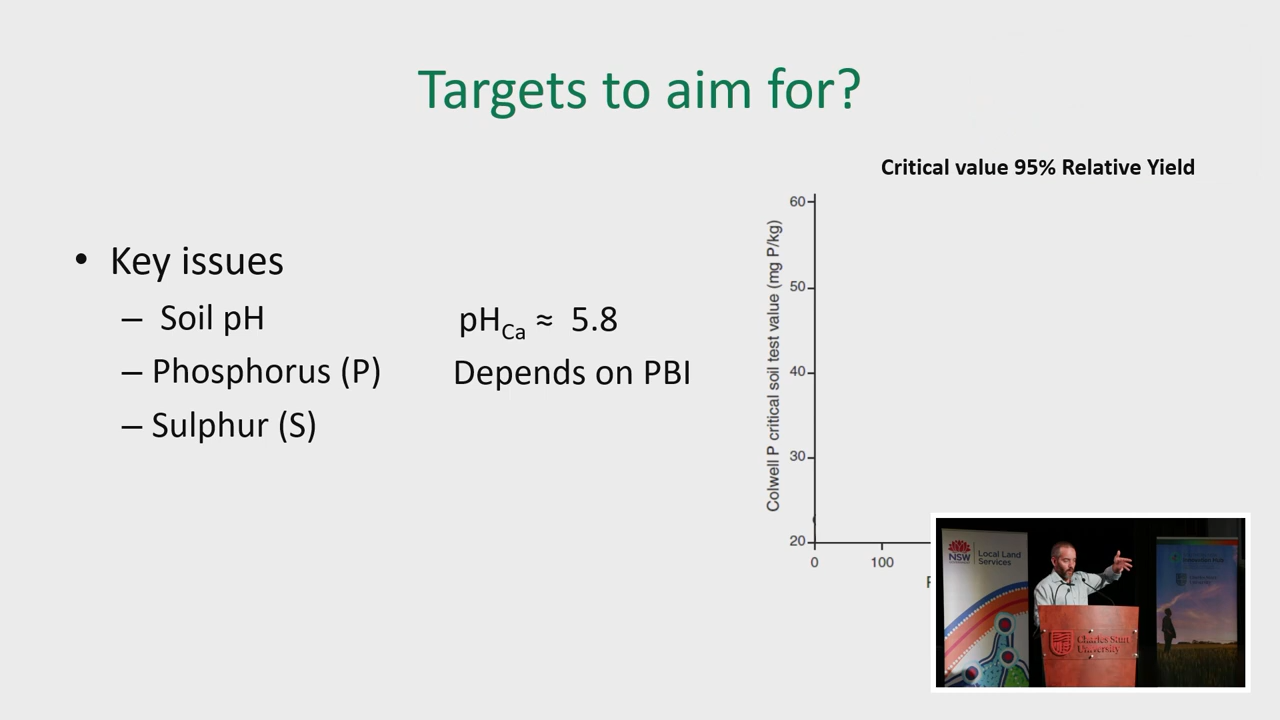 Targets to aim for?
Critical value 95% Relative Yield
• Key issues
– Soil pH
pHCa ≈ 5.8
– Phosphorus (P)
Depends on PBI
– Sulphur (S)
Colwell P critical soil test value (mg P/kg)
60
50
40
30
20
0
100
NSW
Local Land
Services
Charles Sturt
University